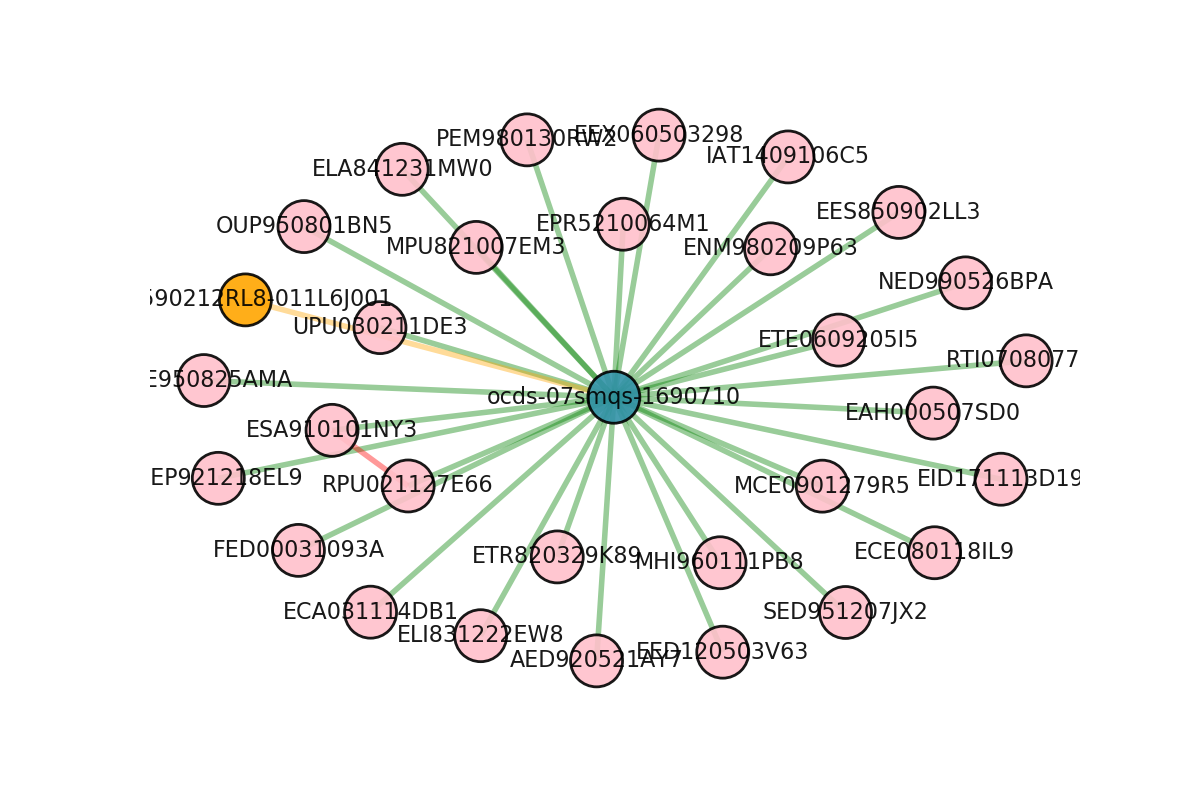 PEM980130RW2
EEX060503298
IAT1409106C5
ELA841231MW0
EES850902LL3
OUP950801BN5
EPR5210064M1
MPU821007EM3
ENM980209P63
NED990526BPA
590212RL8-011L6J001
UPU030211DE3
ETE0609205I5
RTI0708077
E950825AMA
ocds-07smqs-1690710
EAH000507SD0
ESA910101NY3
EP921218EL9
RPU021127E66
MCE0901279R5
EID171113D19
FED00031093A
ECE080118IL9
ETR820329K89
MHI960111PB8
ECA031114DB1
SED951207JX2
ELI831222EW8
AED920521AY7
EED120503V63